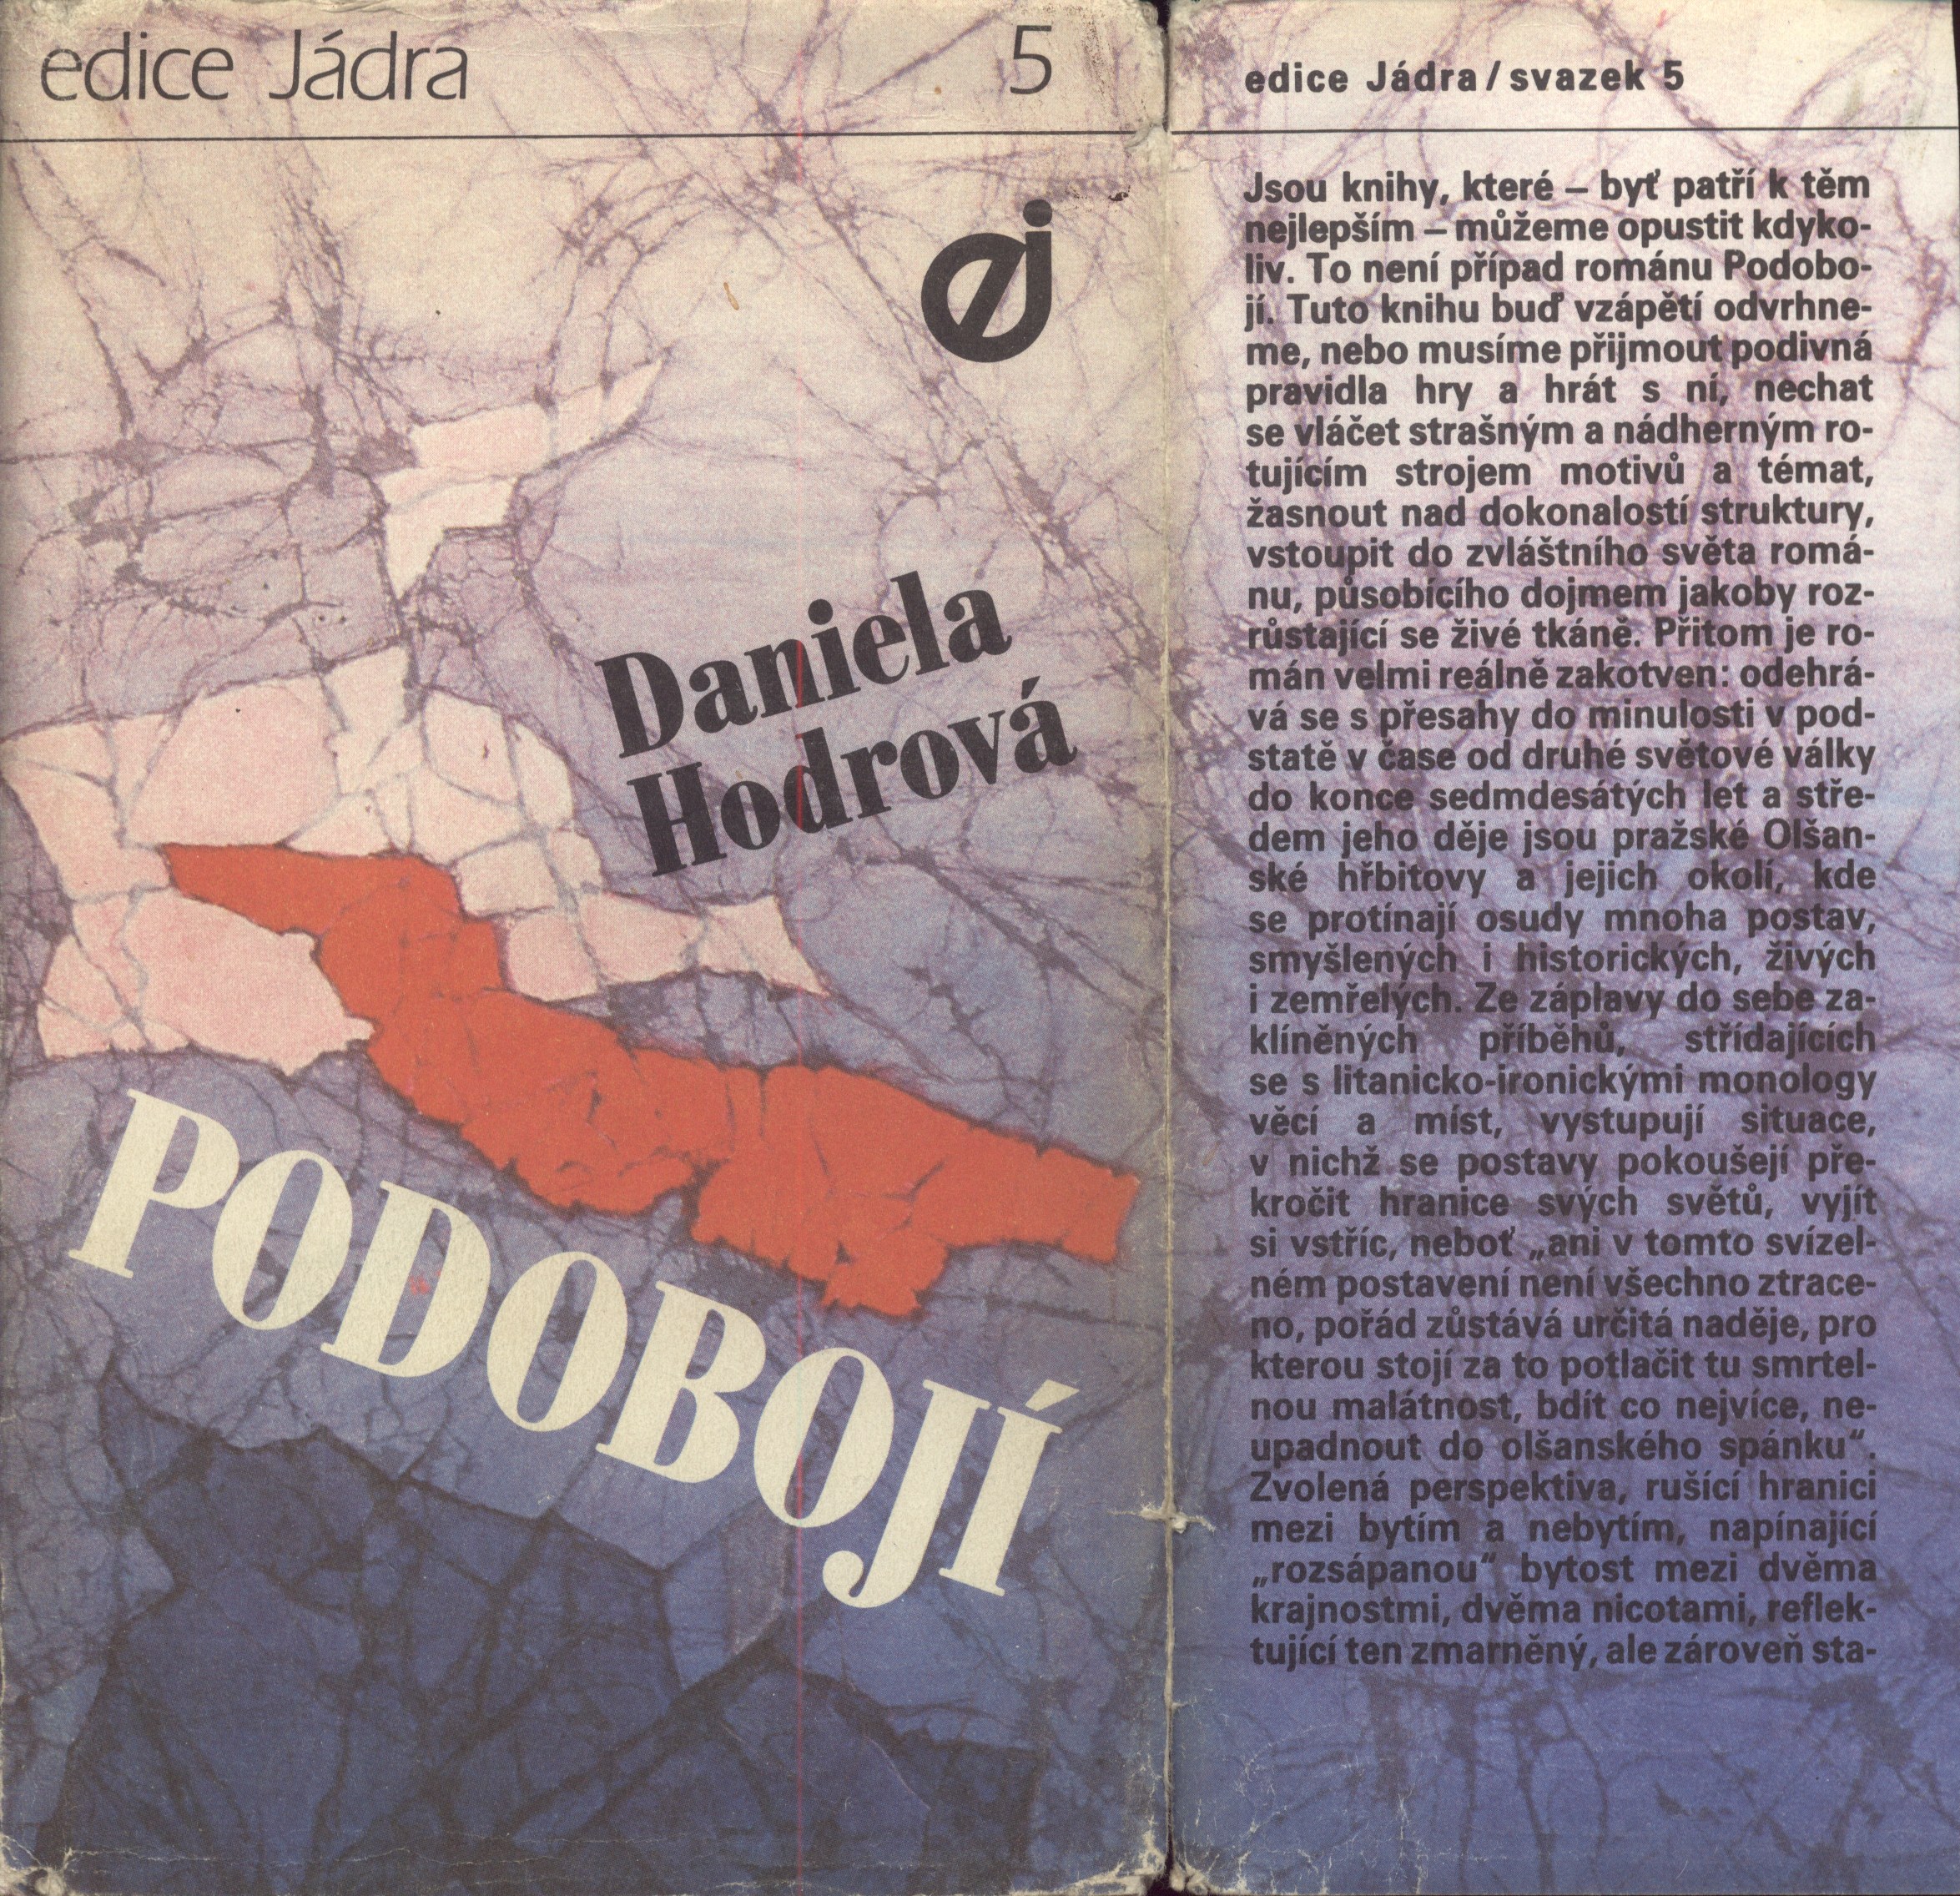 edice Jádra 5
ej
Daniela
Hodrová
PODOBOJÍ
edice Jádra / svazek 5
Jsou knihy, které – byť patří k těm
nejlepším – můžeme opustit kdyko-
liv. To není případ románu Podobo-
jí. Tuto knihu buď vzápětí odvrhne-
me, nebo musíme přijmout podivná
pravidla hry a hrát s ní, nechat
se vláčet strašným a nádherným ro-
tujícím strojem motivů a témat,
žasnout nad dokonalostí struktury,
vstoupit do zvláštního světa romá-
nu, působícího dojmem jakoby roz-
růstající se živé tkáně. Přitom je ro-
mán velmi reálně zakotven: odehrá-
vá se s přesahy do minulosti v pod-
statě v čase od druhé světové války
do konce sedmdesátých let a stře-
dem jeho děje jsou pražské Olšan-
ské hřbitovy a jejich okolí, kde
se protínají osudy mnoha postav,
smyšlených i historických, živých
i zemřelých. Ze záplavy do sebe za-
klíněných příběhů, střídajících
se s litanicko-ironickými monology
věcí a míst, vystupují situace,
v nichž se postavy pokoušejí pře-
kročit hranice svých světů, vyjít
si vstříc, neboť „ani v tomto svízel-
ném postavení není všechno ztrace-
no, pořád zůstává určitá naděje, pro
kterou stojí za to potlačit tu smrtel-
nou malátnost, bdít co nejvíce, ne-
upadnout do olšanského spánku“.
Zvolená perspektiva, rušící hranici
mezi bytím a nebytím, napínající
„rozsápanou“ bytost mezi dvěma
krajnostmi, dvěma nicotami, reflek-
tující ten zmarněný, ale zároveň sta-